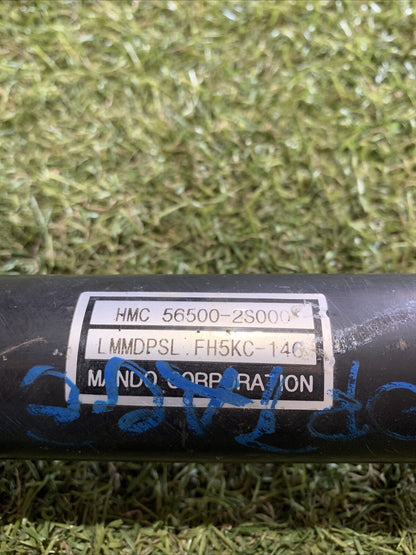 HMC 56500-2S000
LMMDPSL FH5KC-146
MANDO CORPORATION